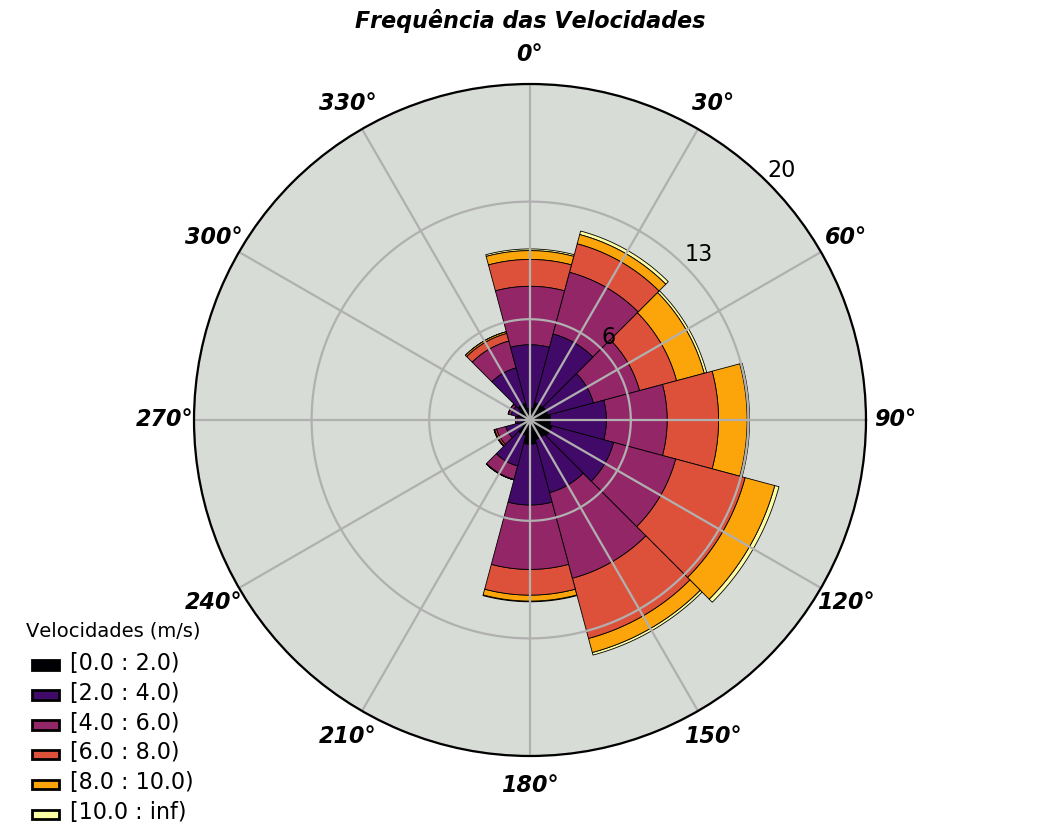 Frequência das Velocidades
0°
330°
30°
20
300°
60°
13
6
270°
90°
240°
120°
210°
150°
180°
Velocidades (m/s)
[0.0 : 2.0)
[2.0 : 4.0)
[4.0 : 6.0)
[6.0 : 8.0)
[8.0 : 10.0)
[10.0 : inf)